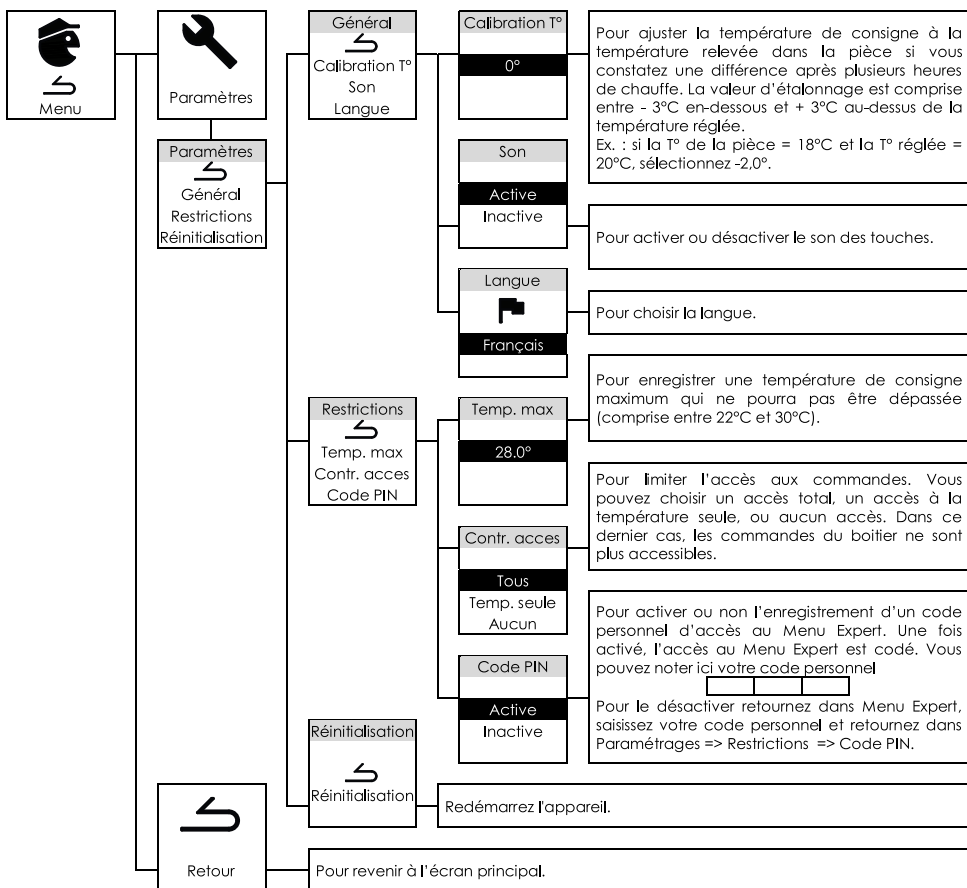 Menu
Paramètres
Paramètres
Général
Restrictions
Réinitialisation
Général
Calibration T°
Son
Langue
Calibration T°
0°
Pour ajuster la température de consigne à la
température relevée dans la pièce si vous
constatez une différence après plusieurs heures
de chauffe. La valeur d'étalonnage est comprise
entre - 3°C en-dessous et + 3°C au-dessus de la
température réglée.
Ex. : si la T° de la pièce = 18°C et la T° réglée =
20°C, sélectionnez -2,0°.
Son
Active
Inactive
Pour activer ou désactiver le son des touches.
Langue
Français
Pour choisir la langue.
Restrictions
Temp. max
Contr. acces
Code PIN
Temp. max
28.0°
Pour enregistrer une température de consigne
maximum qui ne pourra pas être dépassée
(comprise entre 22°C et 30°C).
Contr. acces
Tous
Temp. seule
Aucun
Pour limiter l'accès aux commandes. Vous
pouvez choisir un accès total, un accès à la
température seule, ou aucun accès. Dans ce
dernier cas, les commandes du boitier ne sont
plus accessibles.
Code PIN
Active
Inactive
Pour activer ou non l'enregistrement d'un code
personnel d'accès au Menu Expert. Une fois
activé, l'accès au Menu Expert est codé. Vous
pouvez noter ici votre code personnel
Pour le désactiver retournez dans Menu Expert,
saisissez votre code personnel et retournez dans
Paramétrages => Restrictions => Code PIN.
Réinitialisation
Réinitialisation
Redémarrez l'appareil.
Retour
Pour revenir à l'écran principal.